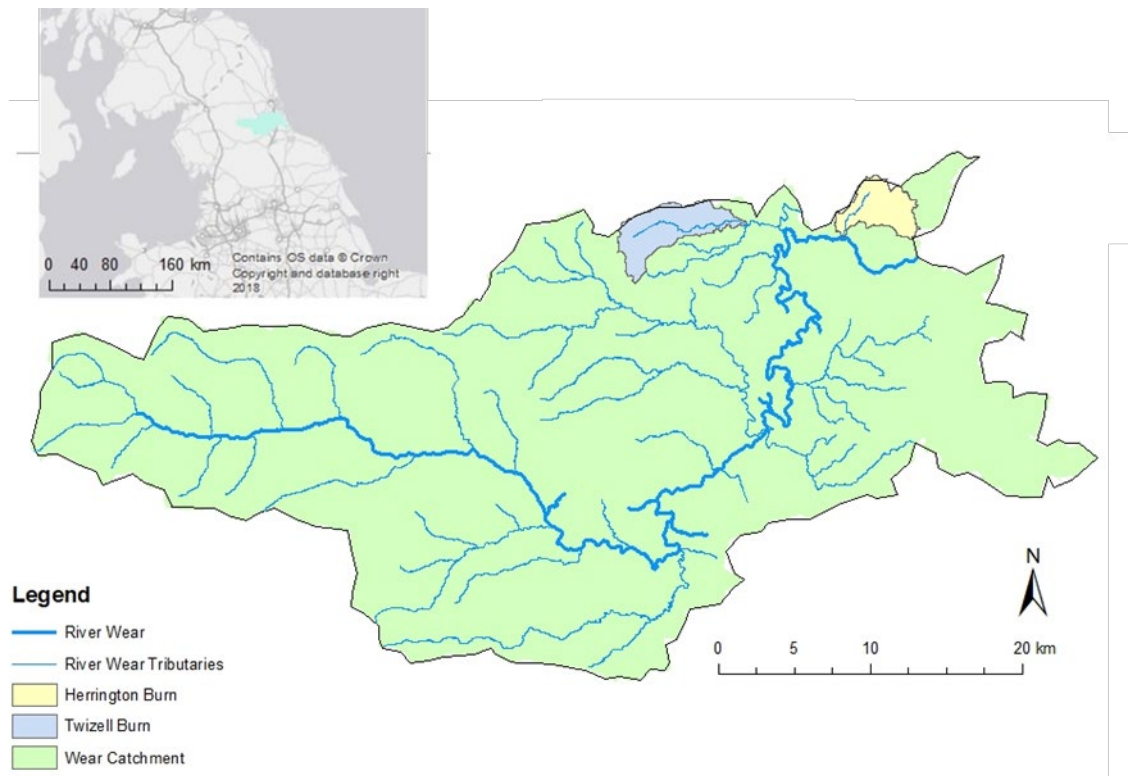 0 40 80 160 km
Contains OS data © Crown
Copyright and database right
2018
N
0 5 10 20 km
Legend
River Wear
River Wear Tributaries
Herrington Burn
Twizell Burn
Wear Catchment